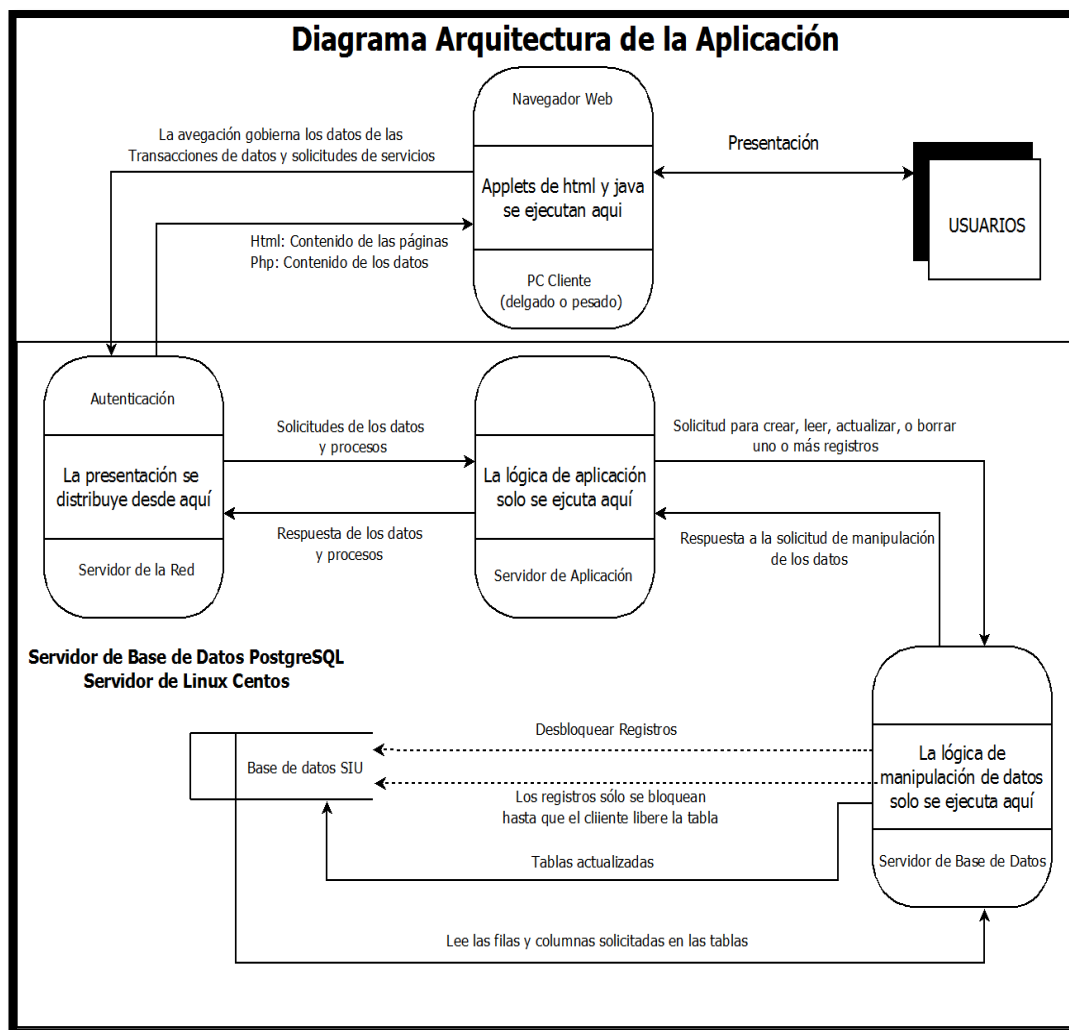 Diagrama Arquitectura de la Aplicación
Navegador Web
La avegación gobierna los datos de las
Transacciones de datos y solicitudes de servicios
Presentación
Applets de html y java
se ejecutan aqui
USUARIOS
Html: Contenido de las páginas
Php: Contenido de los datos
PC Cliente
(delgado o pesado)
Autenticación
Solicitudes de los datos
y procesos
Solicitud para crear, leer, actualizar, o borrar
uno o más registros
La presentación se
distribuye desde aquí
La lógica de aplicación
solo se ejcuta aquí
Respuesta de los datos
y procesos
Respuesta a la solicitud de manipulación
de los datos
Servidor de la Red
Servidor de Aplicación
Servidor de Base de Datos PostgreSQL
Servidor de Linux Centos
Desbloquear Registros
Base de datos SIU
La lógica de
manipulación de datos
solo se ejecuta aquí
Los registros sólo se bloquean
hasta que el cliiente libere la tabla
Tablas actualizadas
Servidor de Base de Datos
Lee las filas y columnas solicitadas en las tablas